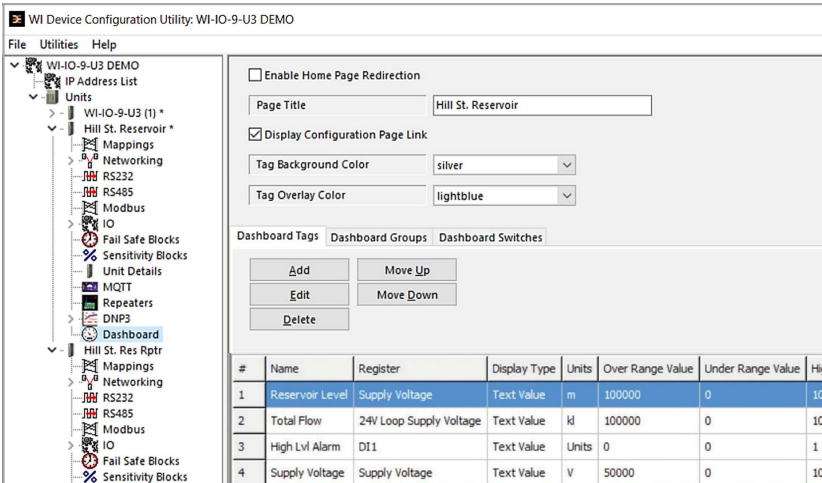 WI Device Configuration Utility: WI-IO-9-U3 DEMO
File Utilities Help
WI-IO-9-U3 DEMO
IP Address List
Units
WI-IO-9-U3 (1) *
Hill St. Reservoir *
Mappings
Networking
RS232
RS485
Modbus
IO
Fail Safe Blocks
Sensitivity Blocks
Unit Details
MQTT
Repeaters
DNP3
Dashboard
Hill St. Res Rptr
Mappings
Networking
RS232
RS485
Modbus
IO
Fail Safe Blocks
Sensitivity Blocks
Enable Home Page Redirection
Page Title Hill St. Reservoir
Display Configuration Page Link
Tag Background Color silver
Tag Overlay Color lightblue
Dashboard Tags Dashboard Groups Dashboard Switches
Add Move Up
Edit Move Down
Delete
# Name Register Display Type Units Over Range Value Under Range Value
1 Reservoir Level Supply Voltage Text Value m 100000 0
2 Total Flow 24V Loop Supply Voltage Text Value kl 100000 0
3 High Lvl Alarm DI1 Text Value Units 0 0 1
4 Supply Voltage Supply Voltage Text Value V 50000 0